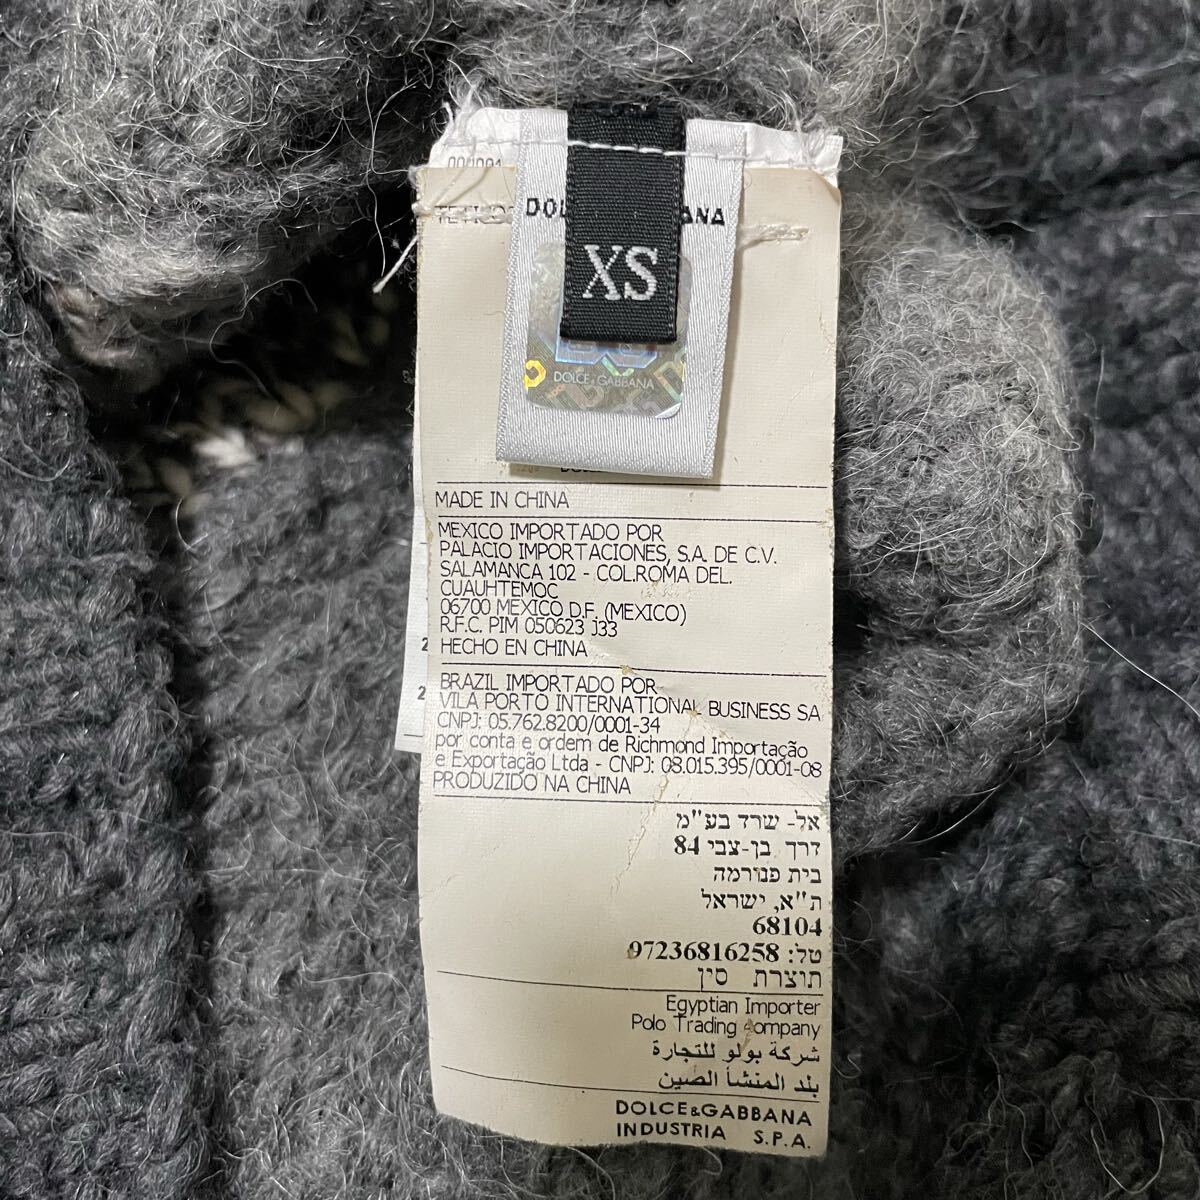 XS
DOLCE&GABBANA
MADE IN CHINA
MEXICO IMPORTADO POR
PALACIO IMPORTACIONES, S.A. DE C.V.
SALAMANCA 102 - COL.ROMA DEL.
CUAUHTEMOC
06700 MEXICO D.F. (MEXICO)
R.F.C. PIM 050623 J33
HECHO EN CHINA
BRAZIL IMPORTADO POR
VILA PORTO INTERNATIONAL BUSINESS SA
CNPJ: 05.762.8200/0001-34
por conta e ordem de Richmond Importação
e Exportação Ltda - CNPJ: 08.015.395/0001-08
PRODUZIDO NA CHINA
אל- שרד בע"מ
דרך בן-צבי 84
בית פנורמה
ת"א, ישראל
68104
טל: 97236816258
תוצרת סין
Egyptian Importer
Polo Trading company
شركة بولو للتجارة
بلد المنشأ الصين
DOLCE&GABBANA
INDUSTRIA S.P.A.